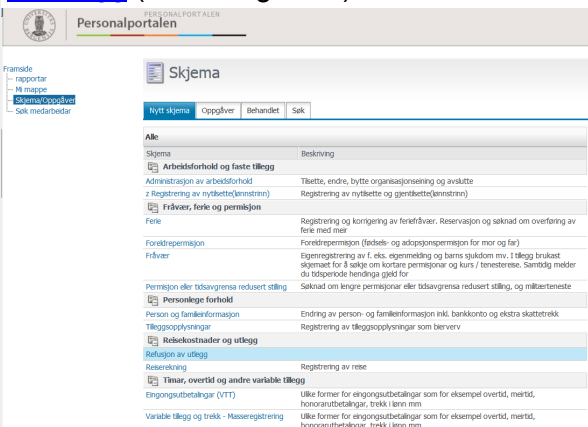 PERSONALPORTALEN
Personalportalen
Framside
rapportar
Mi mappe
Skjema/Oppgåver
Søk medarbeidar
Skjema
Nytt skjema Oppgåver Behandlet Søk
Alle
Skjema Beskriving
Arbeidsforhold og faste tillegg
Administrasjon av arbeidsforhold Tilsette, endre, bytte organisasjonseining og avslutte
z Registrering av nytilsette(lønnstrinn) Registrering av nytilsette og gjentilsette(lønnstrinn)
Fråvær, ferie og permisjon
Ferie Registrering og korrigering av feriefråvær. Reservasjon og søknad om overføring av
ferie med meir
Foreldrepermisjon Foreldrepermisjon (fødsels- og adopsjonspermisjon for mor og far)
Fråvær Eigenregistrering av f. eks. eigenmelding og barns sjukdom mv. I tillegg brukast
skjemaet for å søkje om kortare permisjonar og kurs / tenestereise. Samtidig melder
du tidsperiode hendinga gjeld for
Permisjon eller tidsavgrensa redusert stilling Søknad om lengre permisjonar eller tidsavgrensa redusert stilling, og militærteneste
Personlege forhold
Person og familieinformasjon Endring av person- og familieinformasjon inkl. bankkonto og ekstra skattetrekk
Tilleggsopplysningar Registrering av tilleggsopplysningar som bierverv
Reisekostnader og utlegg
Refusjon av utlegg
Reiserekning Registrering av reise
Timar, overtid og andre variable tillegg
Eingongsutbetalingar (VTT) Ulike former for eingongsutbetalingar som for eksempel overtid, meirtid,
honorarutbetalingar, trekk i lønn mm
Variable tillegg og trekk - Masseregistrering Ulike former for eingongsutbetalingar som for eksempel overtid, meirtid,
honorarutbetalingar, trekk i lønn mm